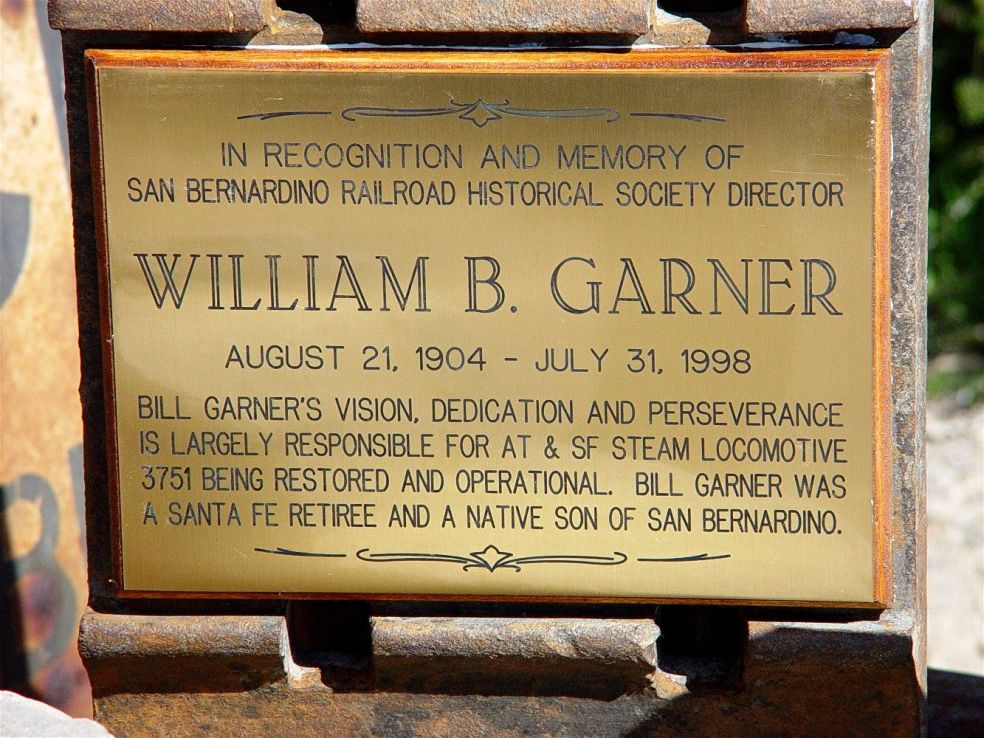 IN RECOGNITION AND MEMORY OF
SAN BERNARDINO RAILROAD HISTORICAL SOCIETY DIRECTOR
WILLIAM B. GARNER
AUGUST 21, 1904 - JULY 31, 1998
BILL GARNER'S VISION, DEDICATION AND PERSEVERANCE
IS LARGELY RESPONSIBLE FOR AT & SF STEAM LOCOMOTIVE
3751 BEING RESTORED AND OPERATIONAL. BILL GARNER WAS
A SANTA FE RETIREE AND A NATIVE SON OF SAN BERNARDINO.